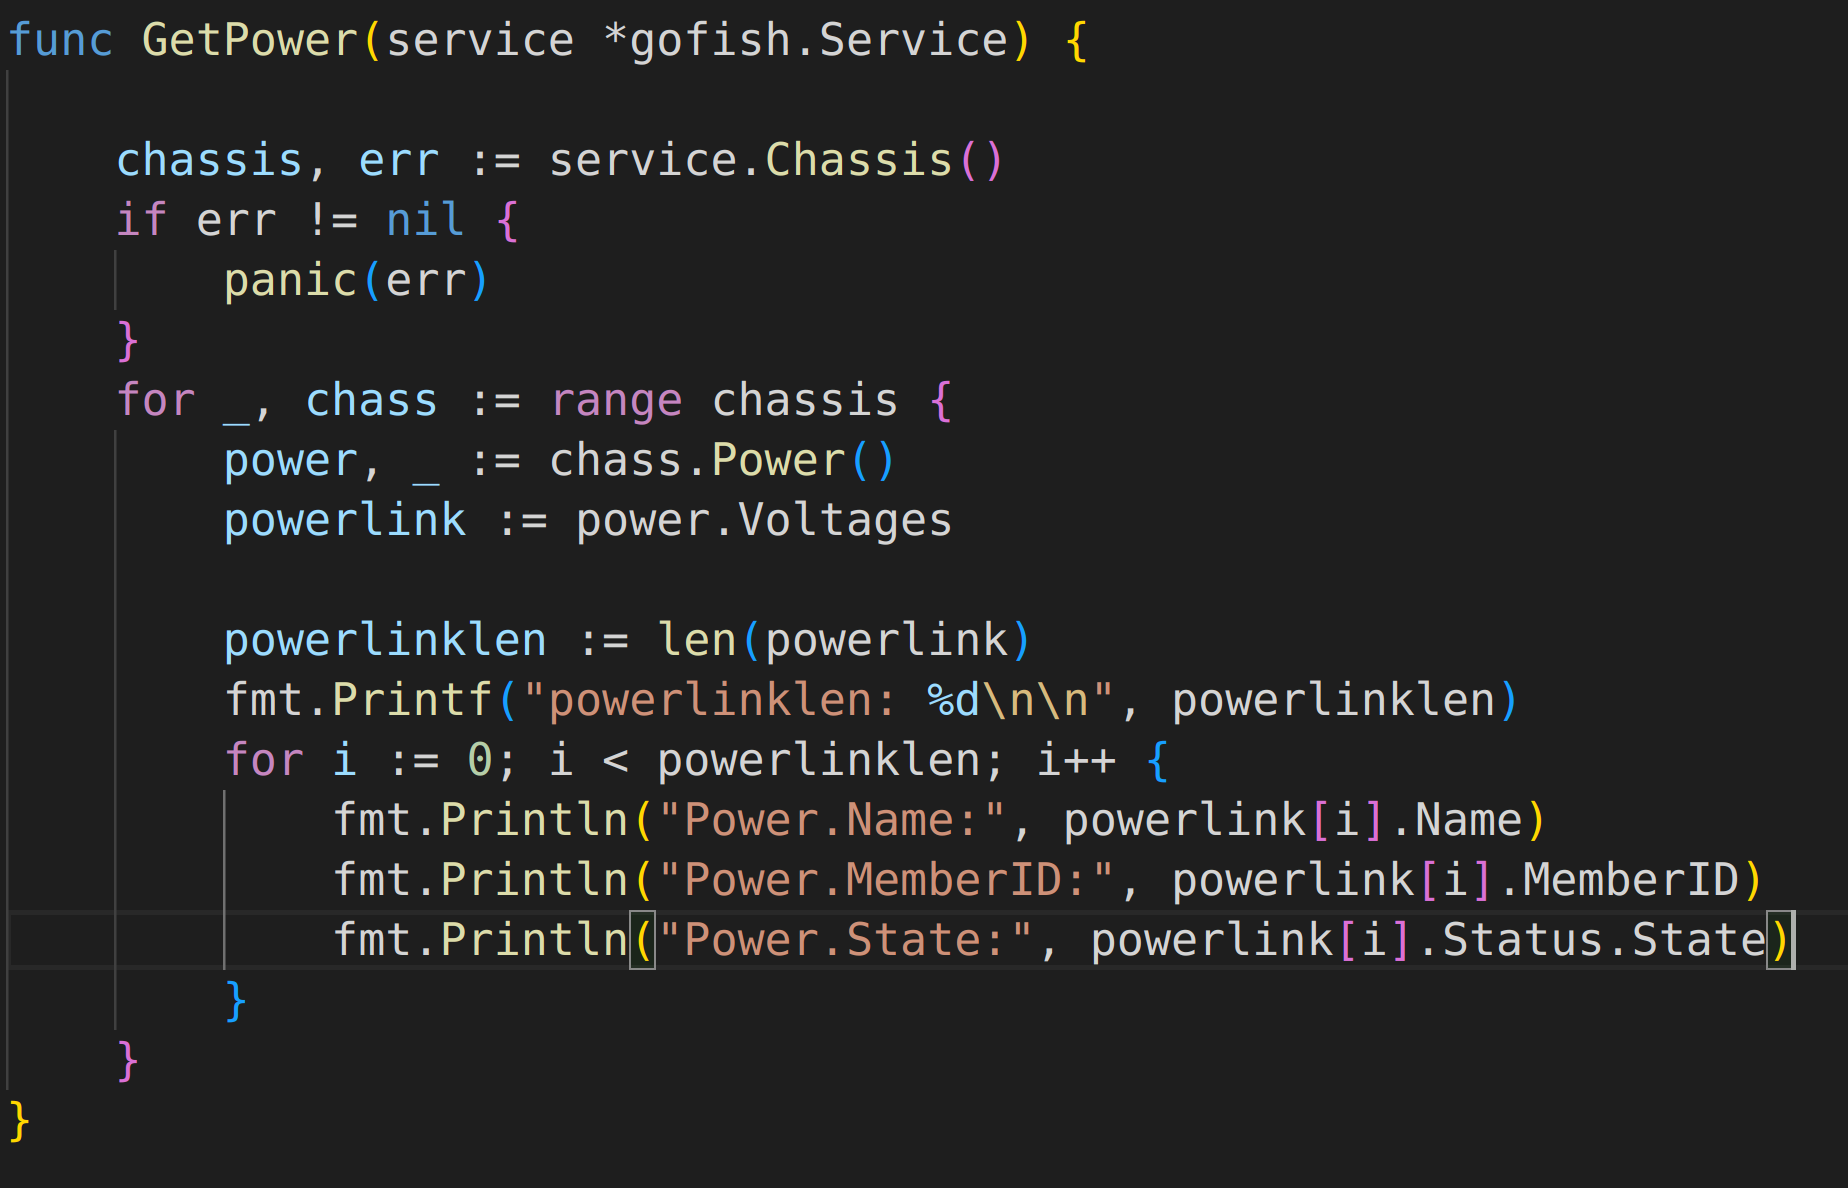 func GetPower(service *gofish.Service) {

    chassis, err := service.Chassis()
    if err != nil {
        panic(err)
    }
    for _, chass := range chassis {
        power, _ := chass.Power()
        powerlink := power.Voltages

        powerlinklen := len(powerlink)
        fmt.Printf("powerlinklen: %d\n\n", powerlinklen)
        for i := 0; i < powerlinklen; i++ {
            fmt.Println("Power.Name:", powerlink[i].Name)
            fmt.Println("Power.MemberID:", powerlink[i].MemberID)
            fmt.Println("Power.State:", powerlink[i].Status.State)
        }
    }
}